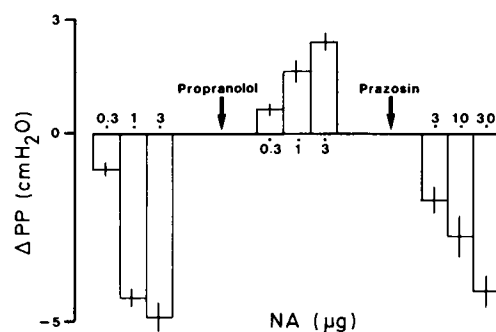 3
Propranolol
Prazosin
0.3 1 3
3 10 30
0
0.3 1 3
ΔPP (cmH₂O)
-5
NA (µg)